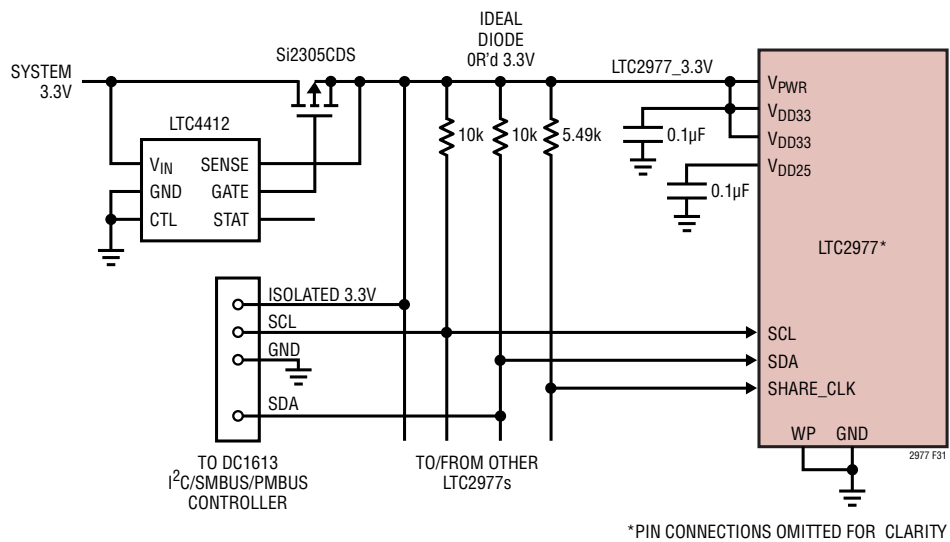 IDEAL
DIODE
0R'd 3.3V
Si2305CDS
SYSTEM
3.3V
LTC2977_3.3V
LTC4412
VIN
SENSE
GND
GATE
CTL
STAT
10k
10k
5.49k
0.1µF
0.1µF
VPWR
VDD33
VDD33
VDD25
LTC2977*
ISOLATED 3.3V
SCL
GND
SDA
SCL
SDA
SHARE_CLK
WP GND
2977 F31
TO DC1613
I2C/SMBUS/PMBUS
CONTROLLER
TO/FROM OTHER
LTC2977s
*PIN CONNECTIONS OMITTED FOR CLARITY